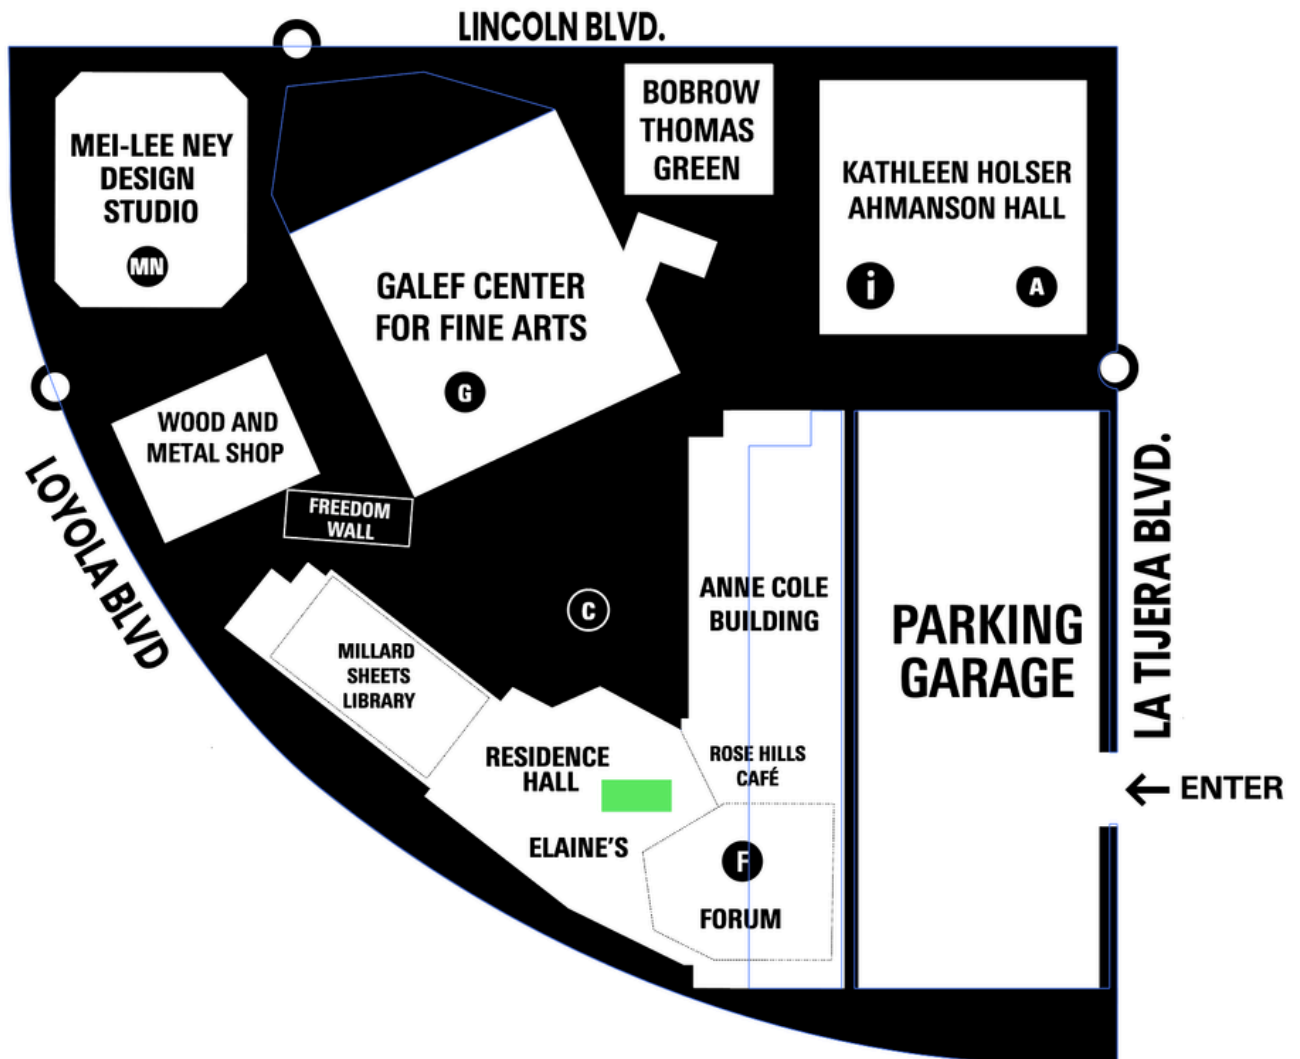 LINCOLN BLVD.
MEI-LEE NEY
DESIGN
STUDIO
MN
BOBROW
THOMAS
GREEN
KATHLEEN HOLSER
AHMANSON HALL
i
A
GALEF CENTER
FOR FINE ARTS
G
WOOD AND
METAL SHOP
FREEDOM
WALL
LOYOLA BLVD
C
ANNE COLE
BUILDING
PARKING
GARAGE
LA TIJERA BLVD.
MILLARD
SHEETS
LIBRARY
RESIDENCE
HALL
ROSE HILLS
CAFÉ
← ENTER
ELAINE'S
F
FORUM